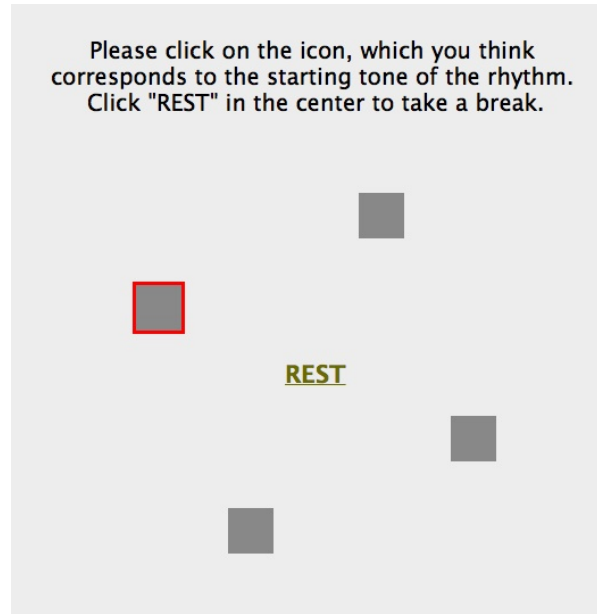 Please click on the icon, which you think
corresponds to the starting tone of the rhythm.
Click "REST" in the center to take a break.
REST